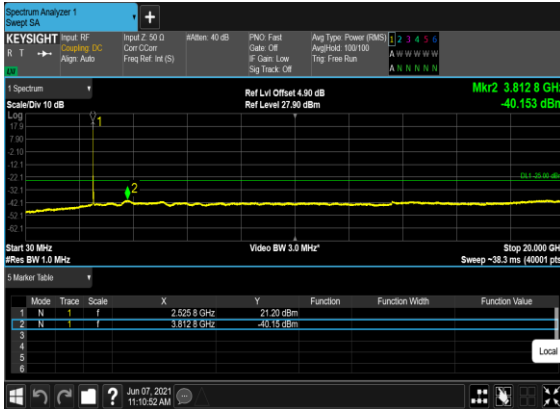 Spectrum Analyzer 1
Swept SA
+
KEYSIGHT
R T
LXI
Input: RF
Coupling: DC
Align: Auto
Input Z: 50 Ω
Corr CCorr
Freq Ref: Int (S)
#Atten: 40 dB
PNO: Fast
Gate: Off
IF Gain: Low
Sig Track: Off
Avg Type: Power (RMS)
Avg|Hold: 100/100
Trig: Free Run
1 2 3 4 5 6
A W W W W W
A N N N N N
1 Spectrum
Scale/Div 10 dB
Ref Lvl Offset 4.90 dB
Ref Level 27.90 dBm
Mkr2 3.812 8 GHz
-40.153 dBm
Log
17.9
7.90
-2.10
-12.1
-22.1
-32.1
-42.1
-52.1
-62.1
1
2
DL1 -25.00 dBm
Start 30 MHz
#Res BW 1.0 MHz
Video BW 3.0 MHz*
Stop 20.000 GHz
Sweep ~38.3 ms (40001 pts)
5 Marker Table
Mode Trace Scale X Y Function Function Width Function Value
1 N 1 f 2.525 8 GHz 21.20 dBm
2 N 1 f 3.812 8 GHz -40.15 dBm
3
4
5
6
Local
?
Jun 07, 2021
11:10:52 AM